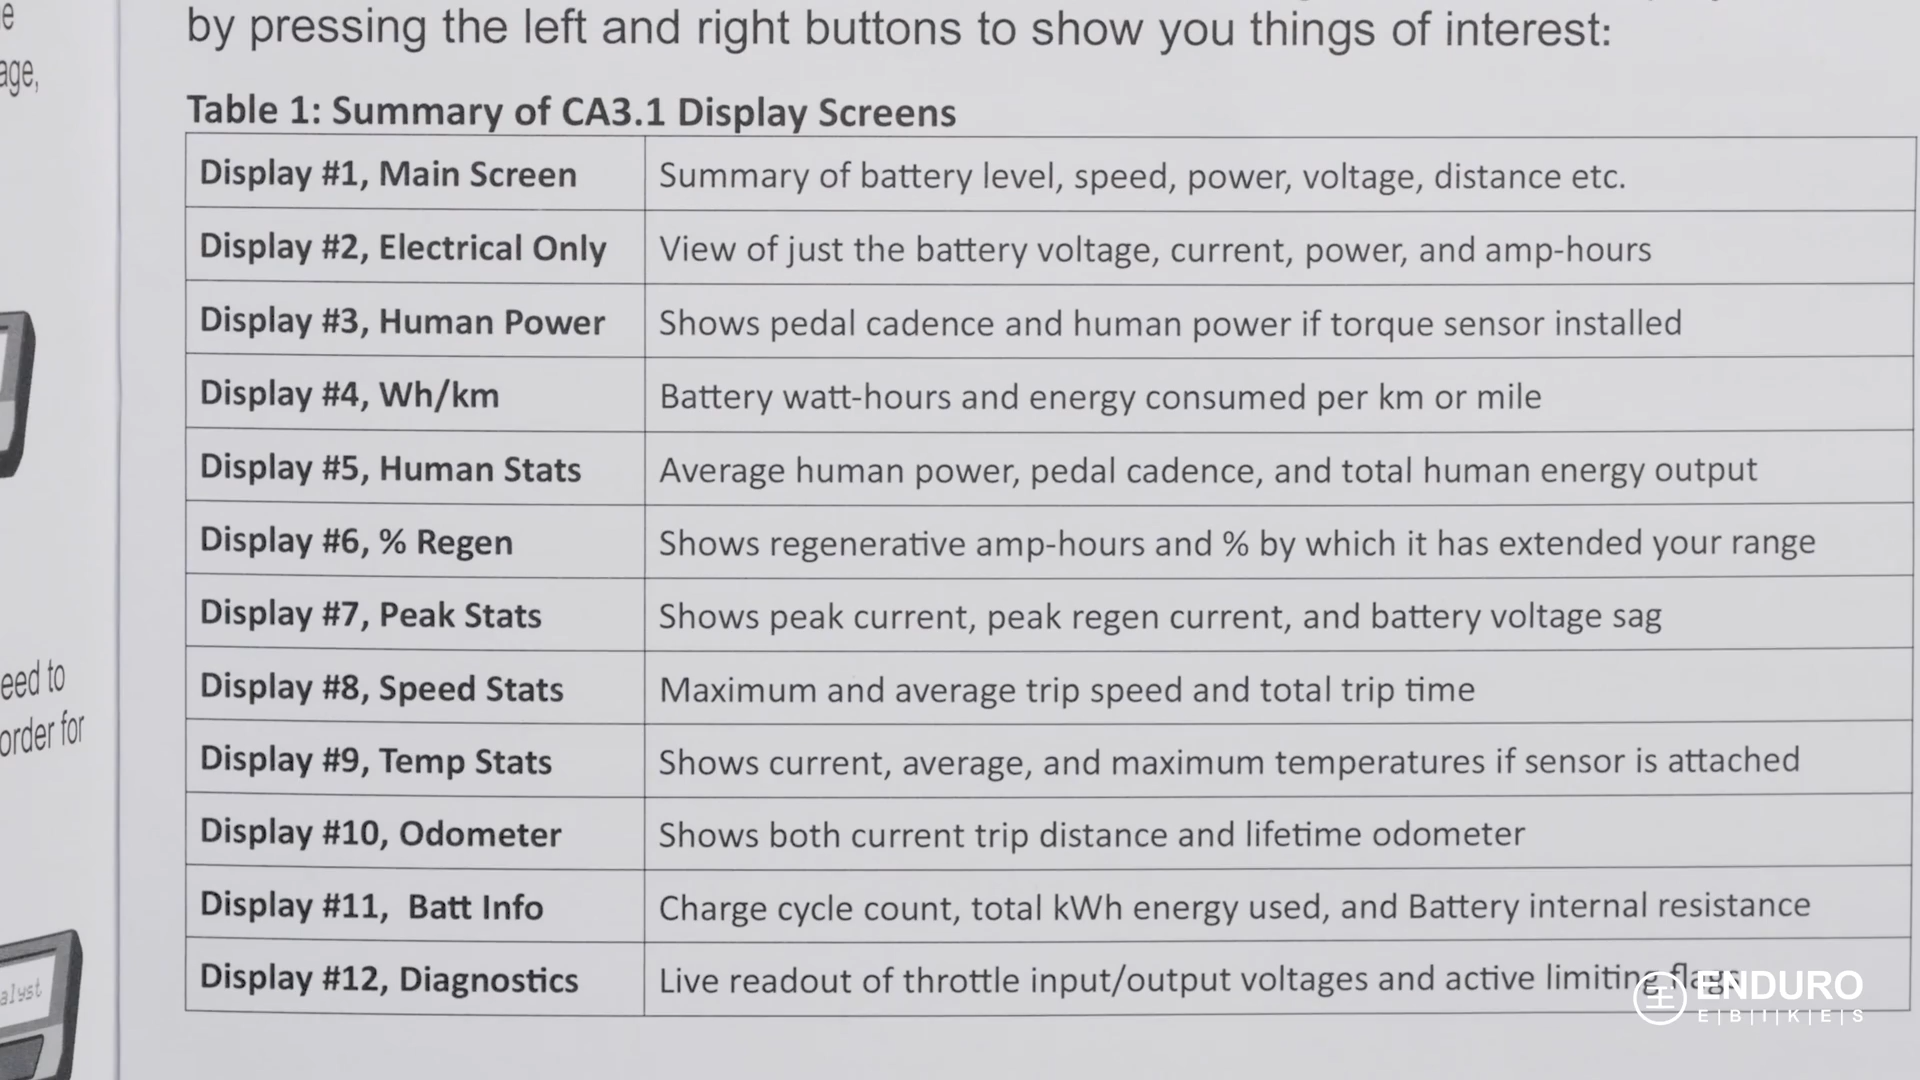 age,
eed to
order for
alyst
by pressing the left and right buttons to show you things of interest:
Table 1: Summary of CA3.1 Display Screens
Display #1, Main Screen Summary of battery level, speed, power, voltage, distance etc.
Display #2, Electrical Only View of just the battery voltage, current, power, and amp-hours
Display #3, Human Power Shows pedal cadence and human power if torque sensor installed
Display #4, Wh/km Battery watt-hours and energy consumed per km or mile
Display #5, Human Stats Average human power, pedal cadence, and total human energy output
Display #6, % Regen Shows regenerative amp-hours and % by which it has extended your range
Display #7, Peak Stats Shows peak current, peak regen current, and battery voltage sag
Display #8, Speed Stats Maximum and average trip speed and total trip time
Display #9, Temp Stats Shows current, average, and maximum temperatures if sensor is attached
Display #10, Odometer Shows both current trip distance and lifetime odometer
Display #11, Batt Info Charge cycle count, total kWh energy used, and Battery internal resistance
Display #12, Diagnostics Live readout of throttle input/output voltages and active limiting flags
ENDURO
E|B|I|K|E|S